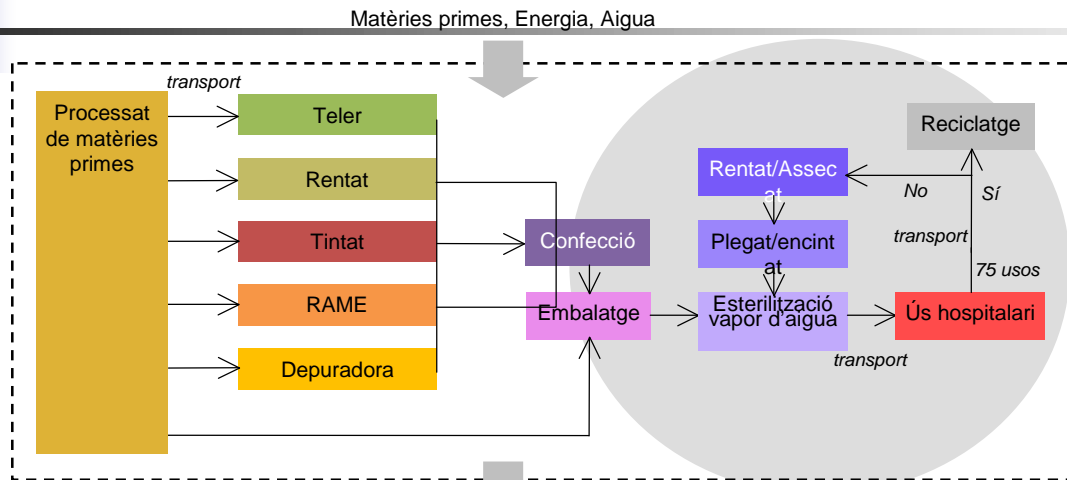 Matèries primes, Energia, Aigua
transport
Processat
de matèries
primes
Teler
Rentat
Tintat
RAME
Depuradora
Confecció
Embalatge
Rentat/Assec
at
Plegat/encint
at
Esterilització
vapor d'aigua
transport
Ús hospitalari
75 usos
transport
No
Sí
Reciclatge